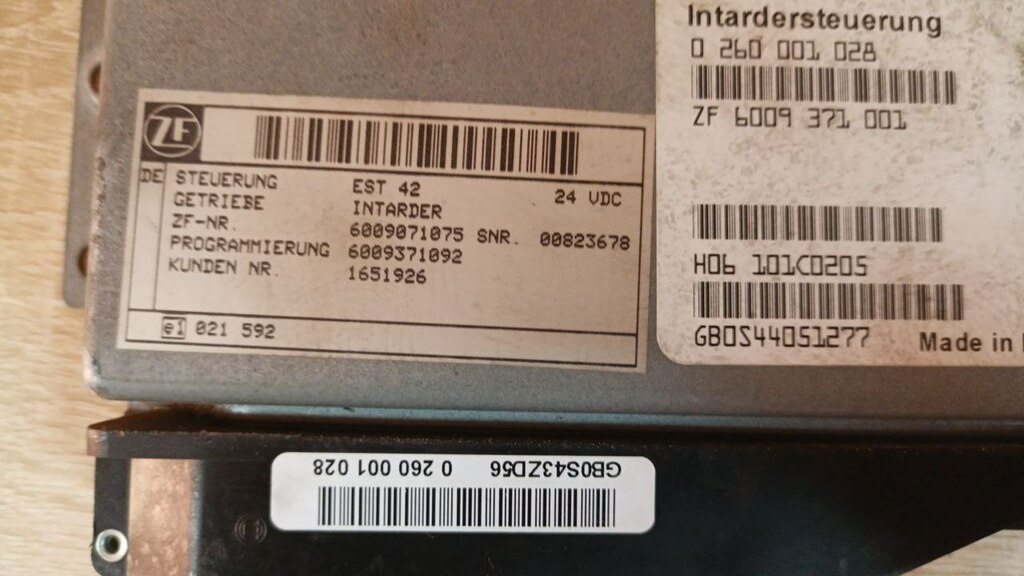 ZF
DE
STEUERUNG EST 42 24 VDC
GETRIEBE INTARDER
ZF-NR. 6009071075 SNR. 00823678
PROGRAMMIERUNG 6009371092
KUNDEN NR. 1651926
e1 021 592
Intardersteuerung
0 260 001 028
ZF 6009 371 001
H06 101C0205
GB0S44051277 Made in
GB0S43ZD56 0 260 001 028